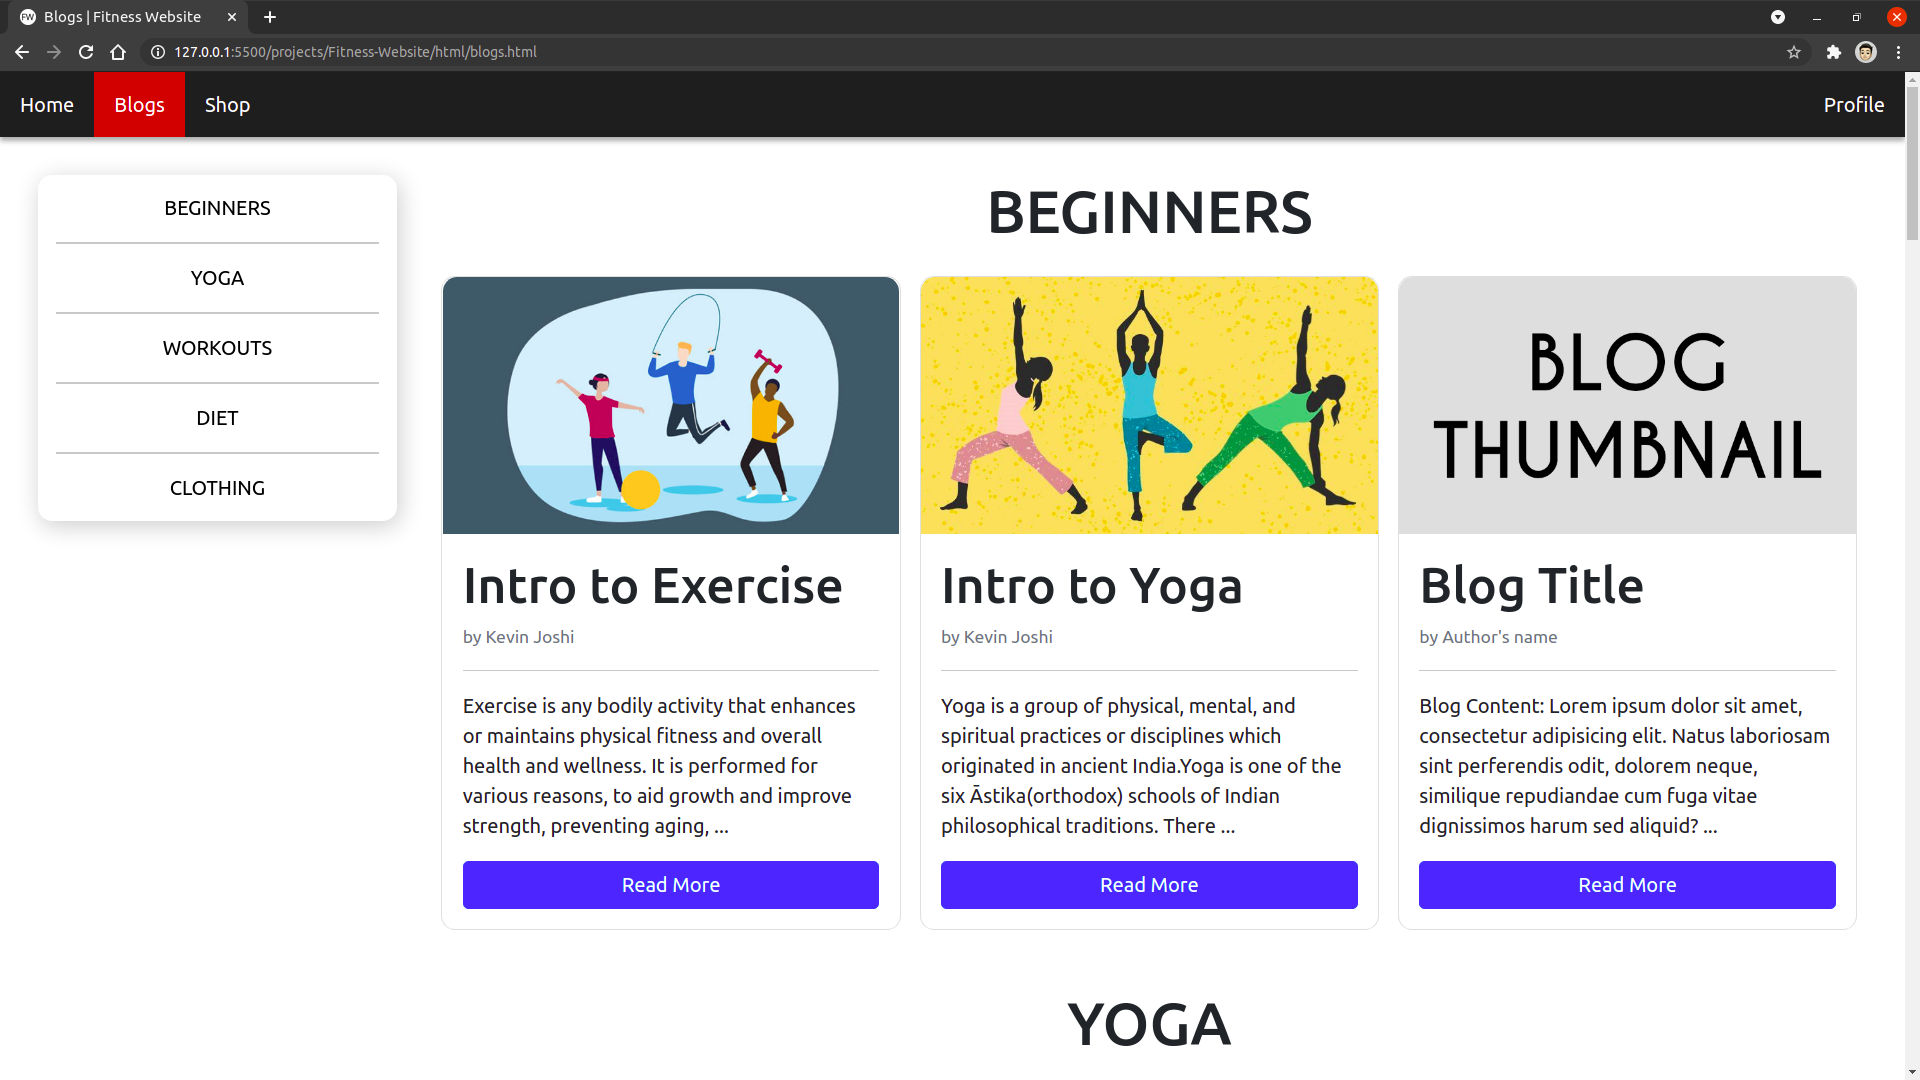 FW Blogs | Fitness Website
127.0.0.1:5500/projects/Fitness-Website/html/blogs.html
Home Blogs Shop Profile
BEGINNERS
YOGA
WORKOUTS
DIET
CLOTHING
BEGINNERS
Intro to Exercise
by Kevin Joshi
Exercise is any bodily activity that enhances
or maintains physical fitness and overall
health and wellness. It is performed for
various reasons, to aid growth and improve
strength, preventing aging, ...
Read More
Intro to Yoga
by Kevin Joshi
Yoga is a group of physical, mental, and
spiritual practices or disciplines which
originated in ancient India.Yoga is one of the
six Āstika(orthodox) schools of Indian
philosophical traditions. There ...
Read More
BLOG
THUMBNAIL
Blog Title
by Author's name
Blog Content: Lorem ipsum dolor sit amet,
consectetur adipisicing elit. Natus laboriosam
sint perferendis odit, dolorem neque,
similique repudiandae cum fuga vitae
dignissimos harum sed aliquid? ...
Read More
YOGA